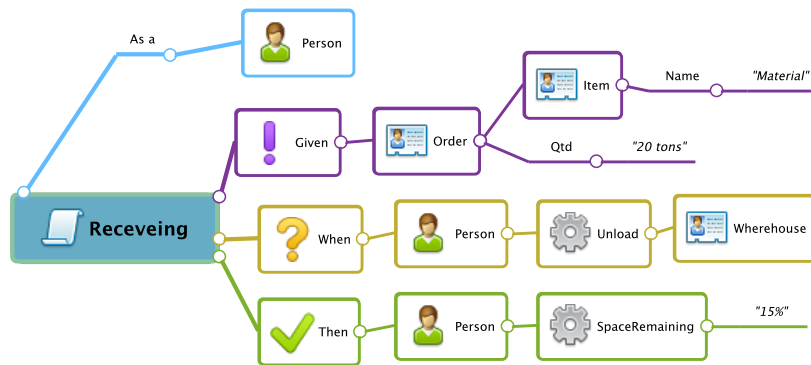 As a
Person
Item
Name
"Material"
Given
Order
Qtd
"20 tons"
Receveing
When
Person
Unload
Wherehouse
Then
Person
SpaceRemaining
"15%"